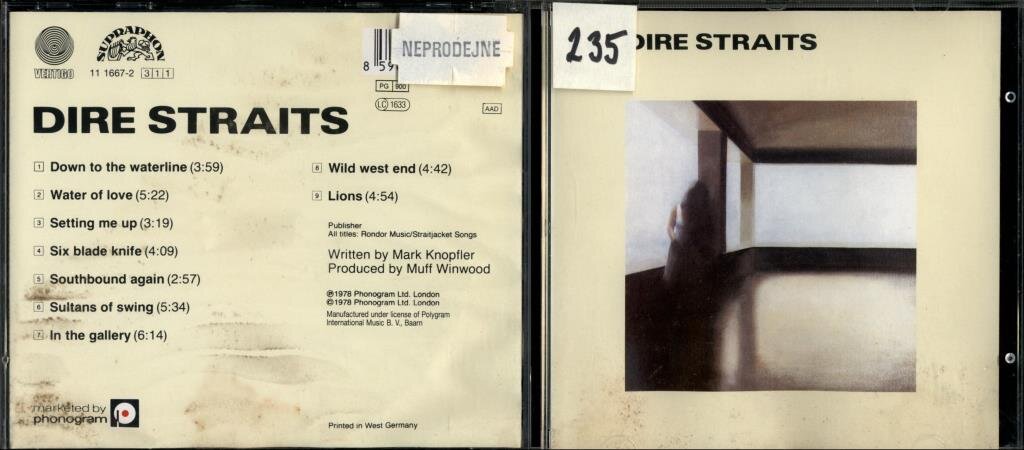 VERTIGO
SUPRAPHON
11 1667-2 311
8 59
NEPRODEJNE
PG 900
LC 1633
AAD
DIRE STRAITS
1 Down to the waterline (3:59)
2 Water of love (5:22)
3 Setting me up (3:19)
4 Six blade knife (4:09)
5 Southbound again (2:57)
6 Sultans of swing (5:34)
7 In the gallery (6:14)
8 Wild west end (4:42)
9 Lions (4:54)
Publisher
All titles: Rondor Music/Straitjacket Songs
Written by Mark Knopfler
Produced by Muff Winwood
℗1978 Phonogram Ltd. London
©1978 Phonogram Ltd. London
Manufactured under license of Polygram
International Music B. V., Baarn
marketed by
phonogram
Printed in West Germany
235
DIRE STRAITS